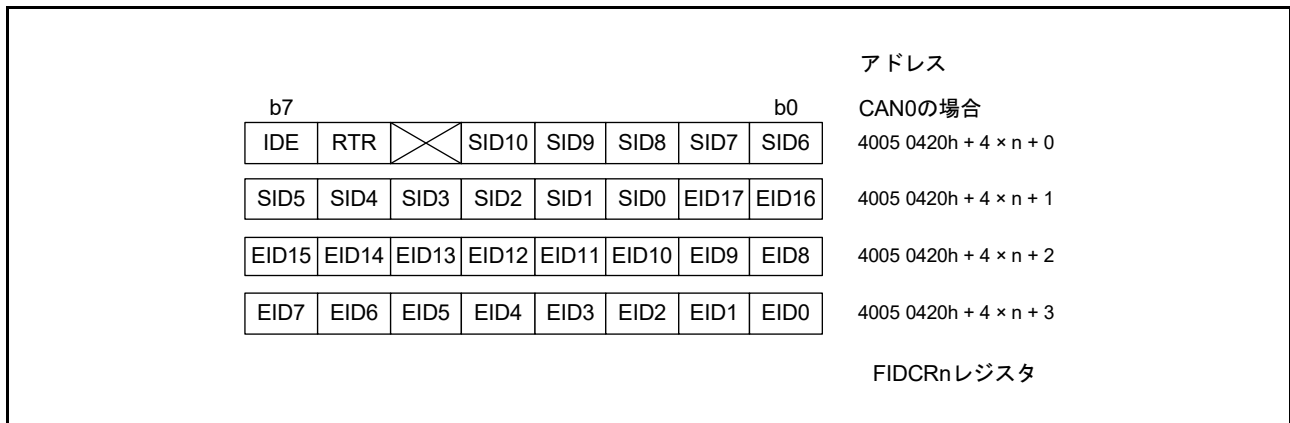 アドレス
b7 b0 CAN0の場合
IDE RTR SID10 SID9 SID8 SID7 SID6 4005 0420h + 4 × n + 0
SID5 SID4 SID3 SID2 SID1 SID0 EID17 EID16 4005 0420h + 4 × n + 1
EID15 EID14 EID13 EID12 EID11 EID10 EID9 EID8 4005 0420h + 4 × n + 2
EID7 EID6 EID5 EID4 EID3 EID2 EID1 EID0 4005 0420h + 4 × n + 3
FIDCRnレジスタ